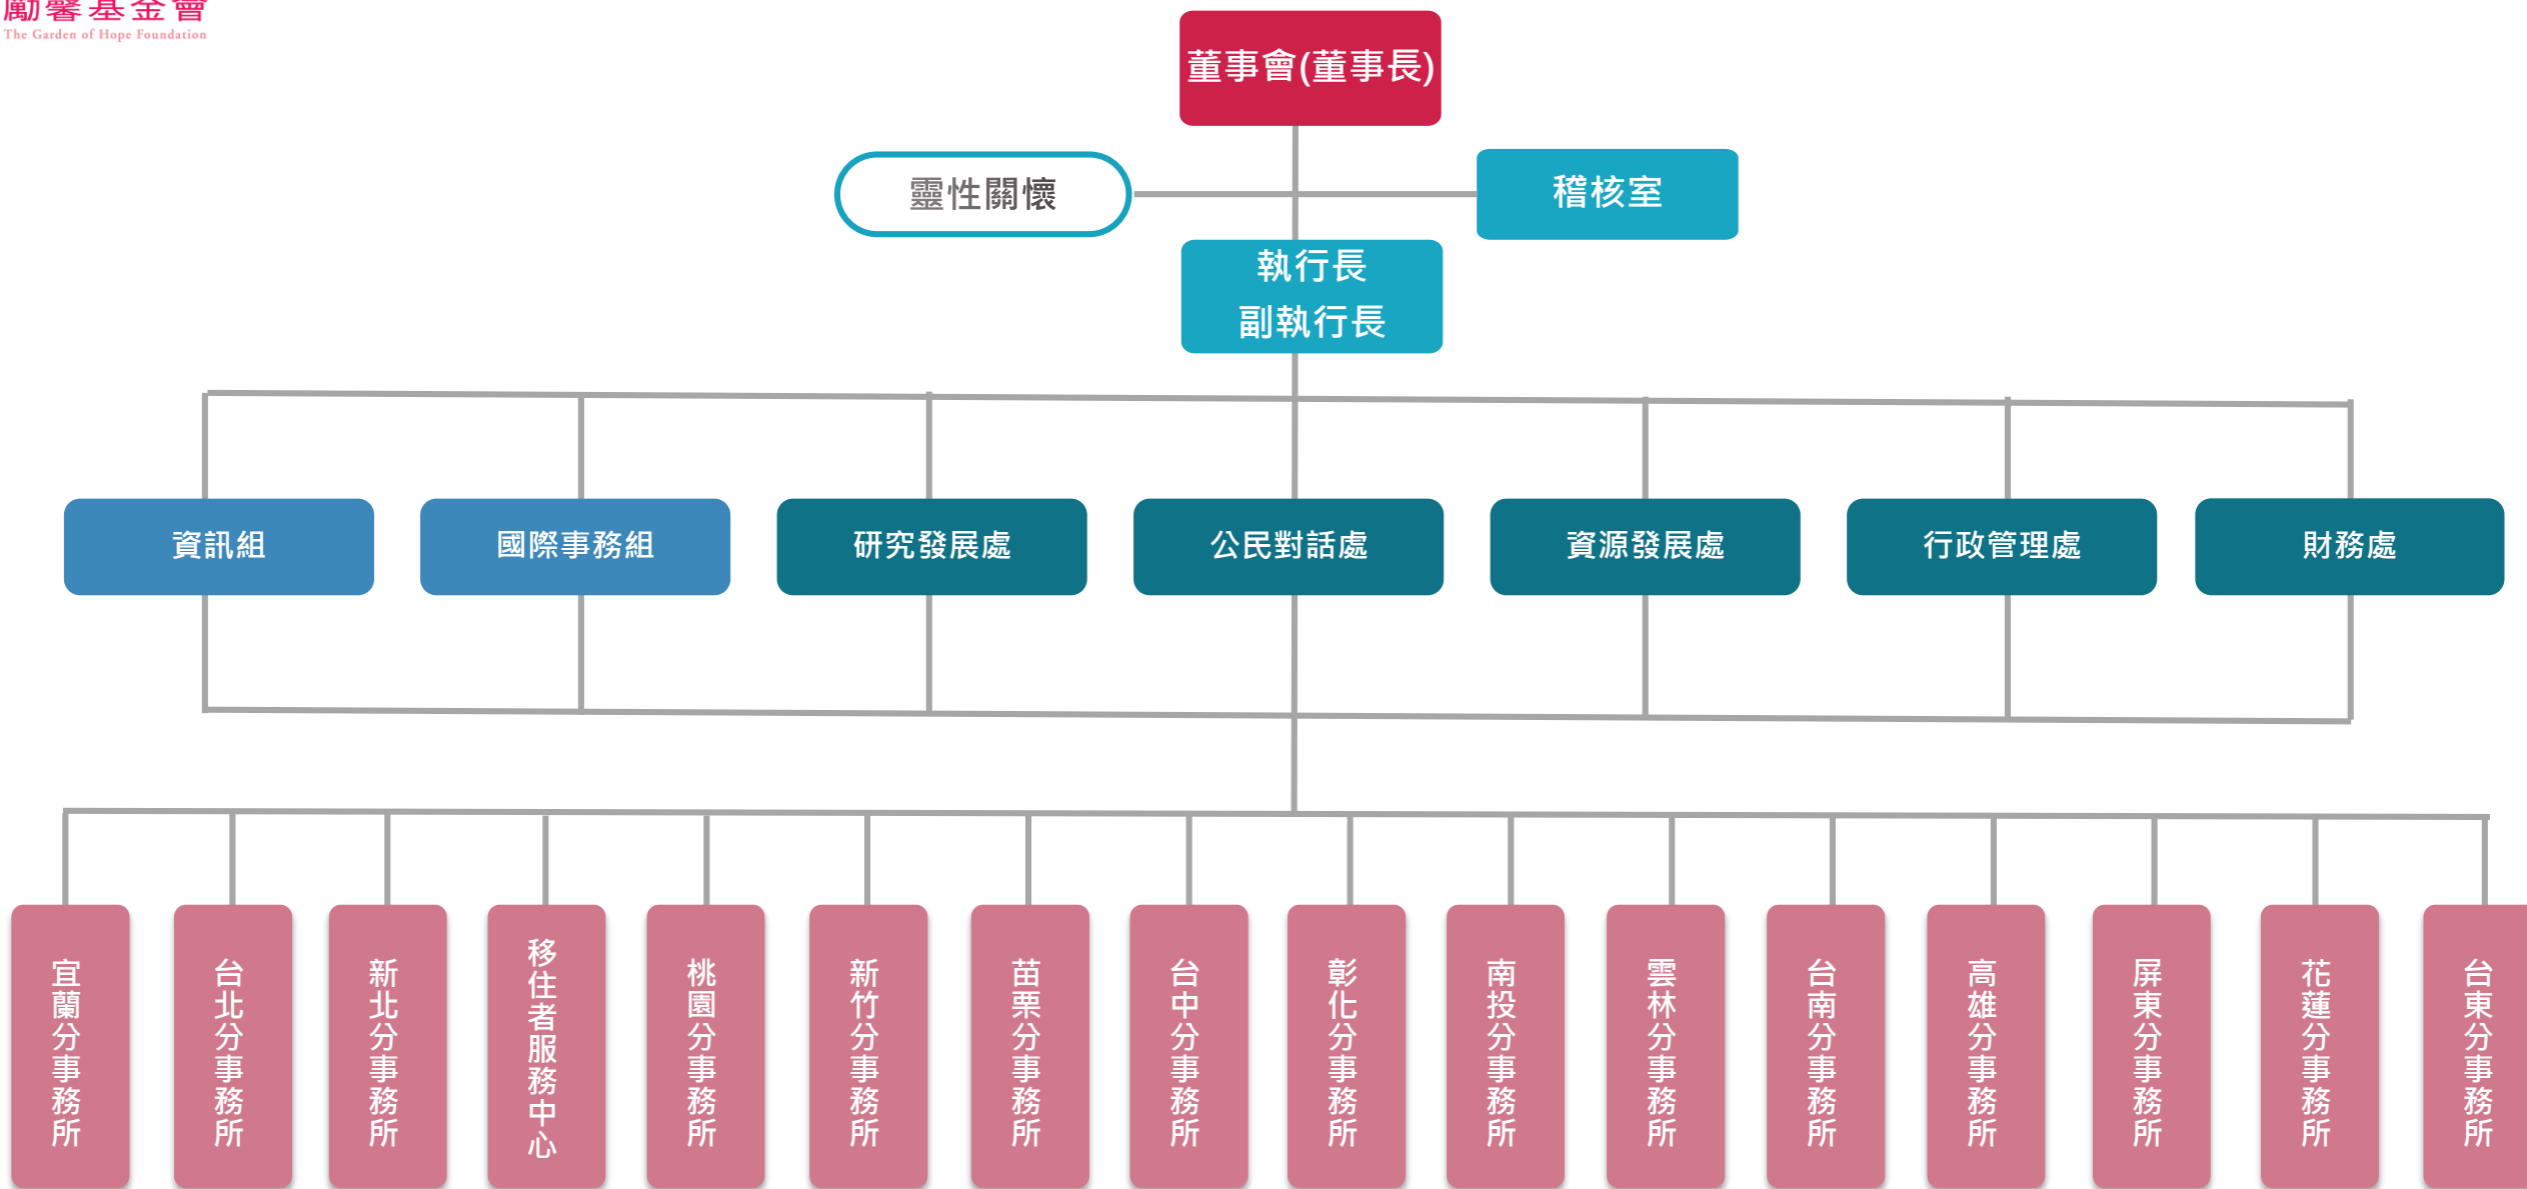 勵馨基金會
The Garden of Hope Foundation
董事會(董事長)
靈性關懷
稽核室
執行長
副執行長
資訊組
國際事務組
研究發展處
公民對話處
資源發展處
行政管理處
財務處
宜蘭分事務所
台北分事務所
新北分事務所
移住者服務中心
桃園分事務所
新竹分事務所
苗栗分事務所
台中分事務所
彰化分事務所
南投分事務所
雲林分事務所
台南分事務所
高雄分事務所
屏東分事務所
花蓮分事務所
台東分事務所